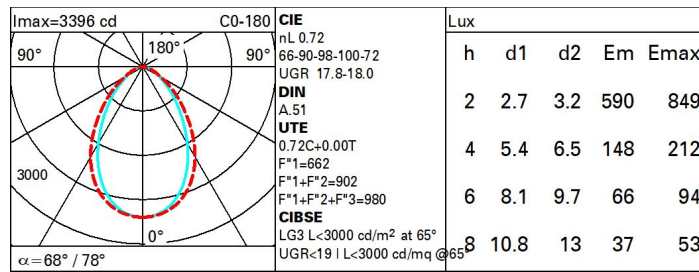 Imax=3396 cd C0-180
90° 180° 90°
3000
0°
α=68° / 78°
CIE
nL 0.72
66-90-98-100-72
UGR 17.8-18.0
DIN
A.51
UTE
0.72C+0.00T
F"1=662
F"1+F"2=902
F"1+F"2+F"3=980
CIBSE
LG3 L<3000 cd/m² at 65°
UGR<19 | L<3000 cd/mq @65°
Lux
h d1 d2 Em Emax
2 2.7 3.2 590 849
4 5.4 6.5 148 212
6 8.1 9.7 66 94
8 10.8 13 37 53